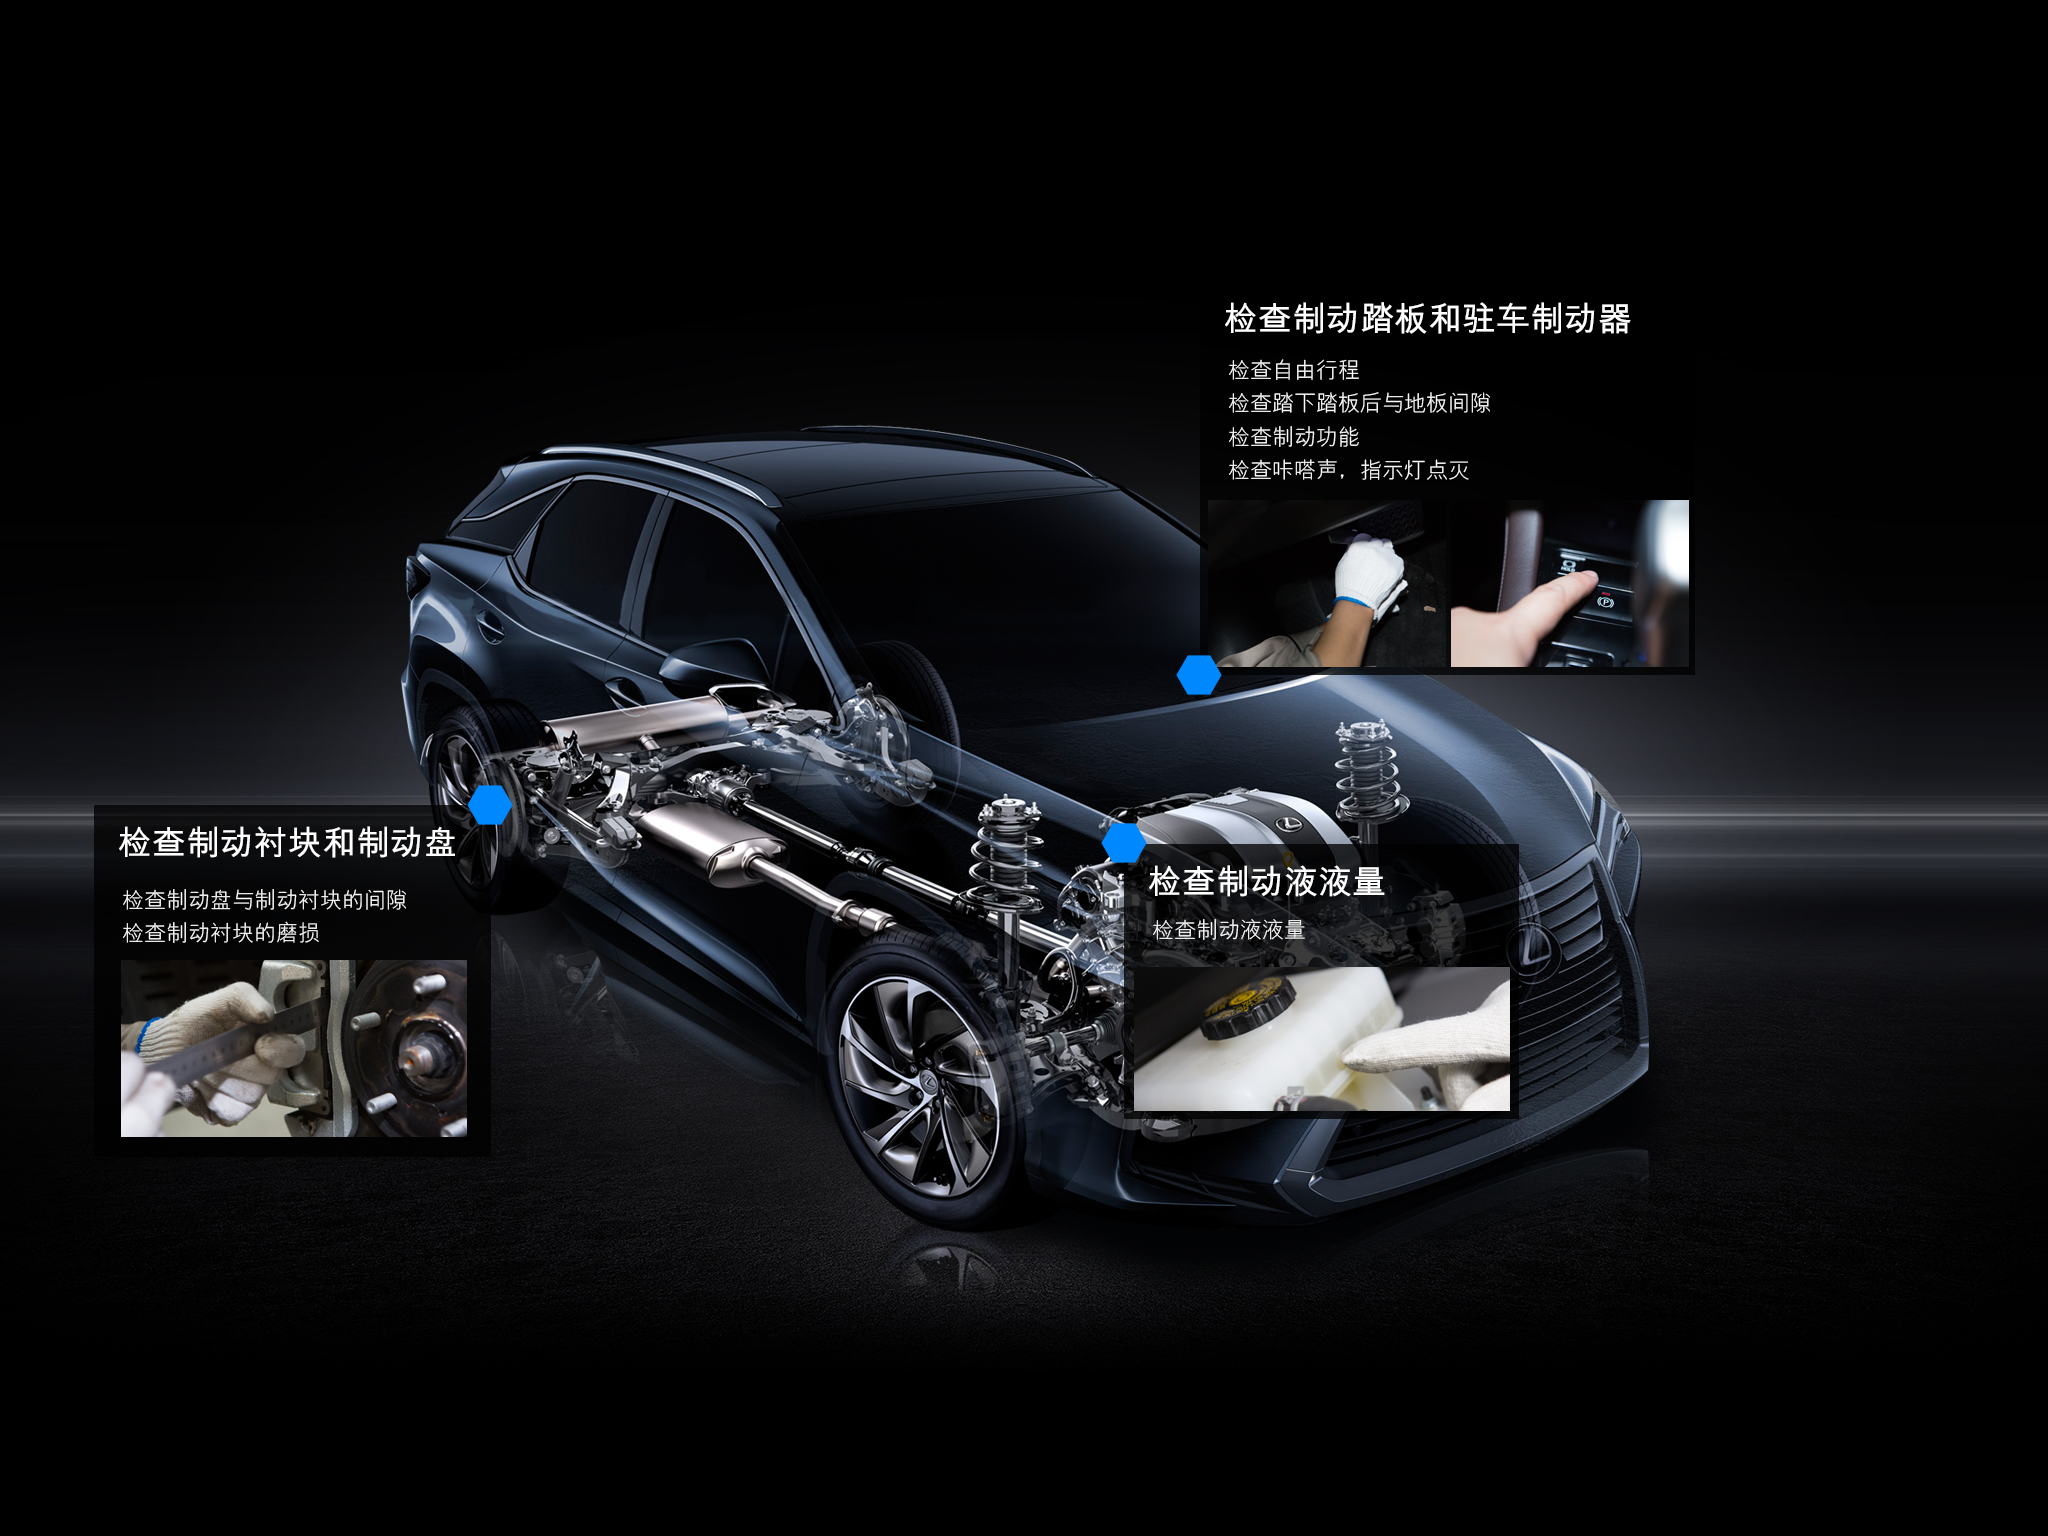 检查制动踏板和驻车制动器
检查自由行程
检查踏下踏板后与地板间隙
检查制动功能
检查咔嗒声，指示灯点灭
HOLD
P
检查制动衬块和制动盘
检查制动盘与制动衬块的间隙
检查制动衬块的磨损
检查制动液液量
检查制动液液量